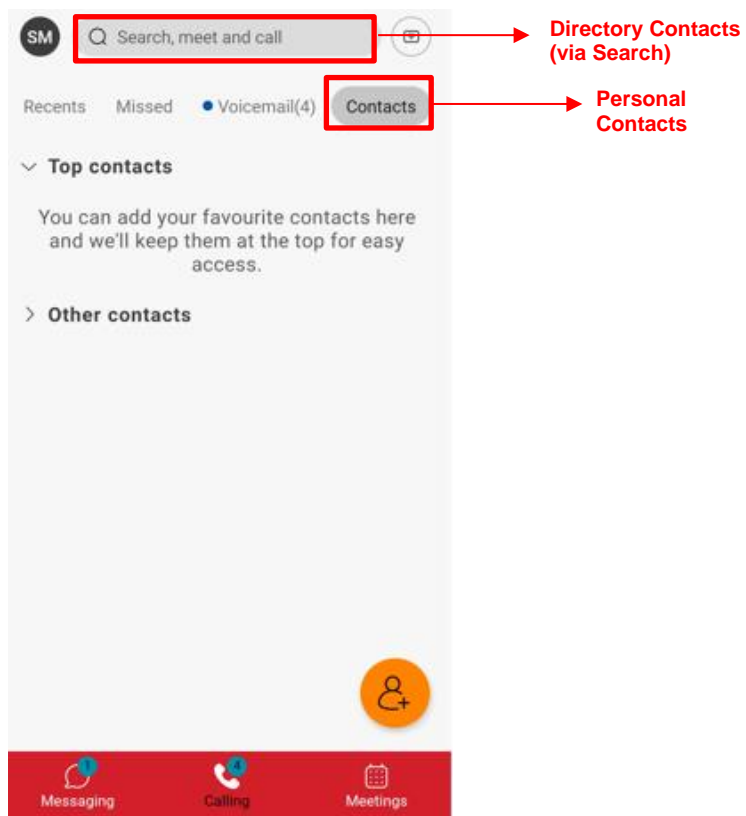 SM
Search, meet and call
Directory Contacts
(via Search)
Recents Missed Voicemail(4) Contacts
Personal
Contacts
Top contacts
You can add your favourite contacts here
and we'll keep them at the top for easy
access.
Other contacts
1
4
Messaging Calling Meetings